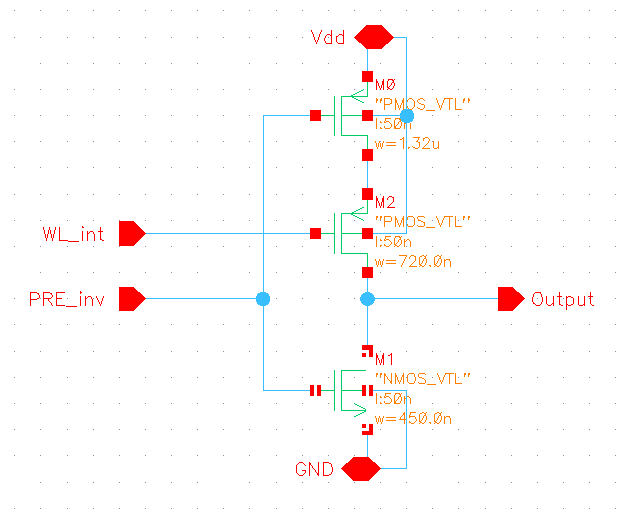 Vdd
M0
"PMOS_VTL"
l:50n
w=1.32u
M2
"PMOS_VTL"
WL_int
l:50n
w=720.0n
PRE_inv
Output
M1
"NMOS_VTL"
l:50n
w=450.0n
GND